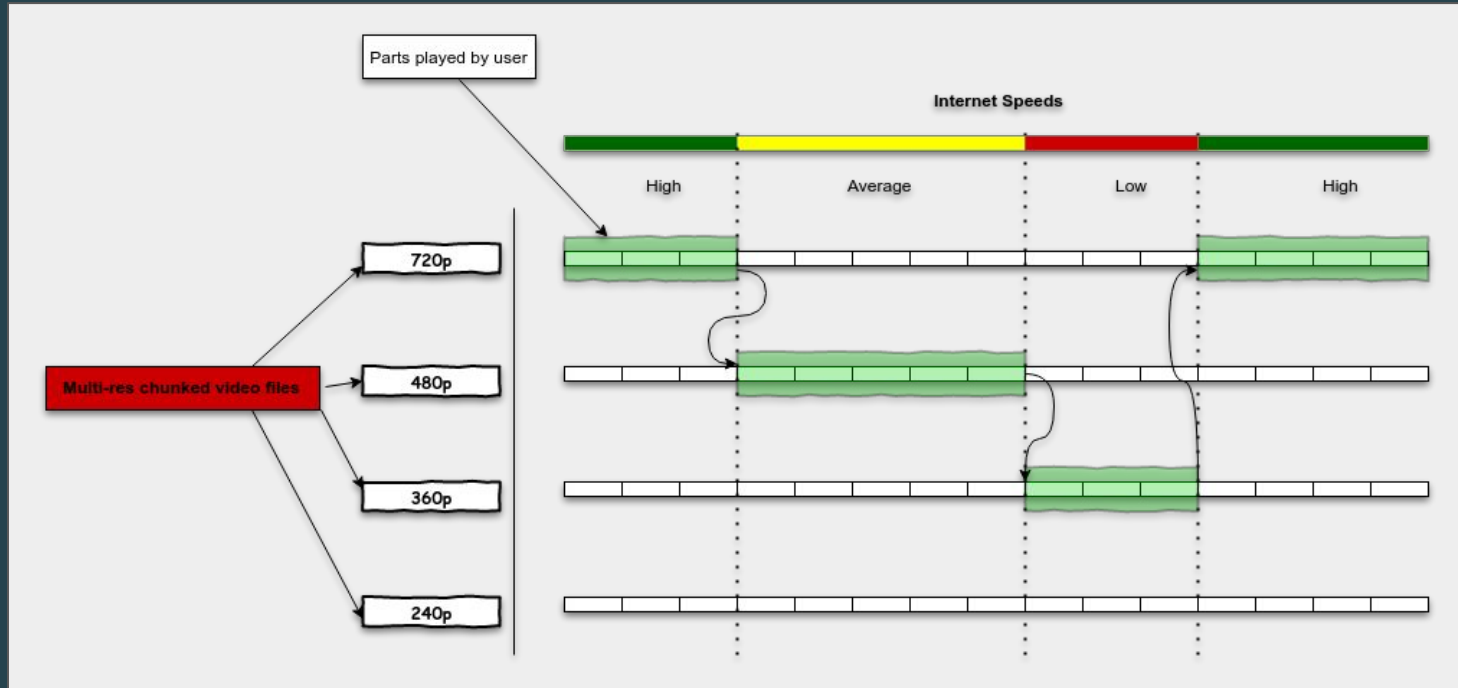 Parts played by user
Internet Speeds
High
Average
Low
High
720p
Multi-res chunked video files
480p
360p
240p